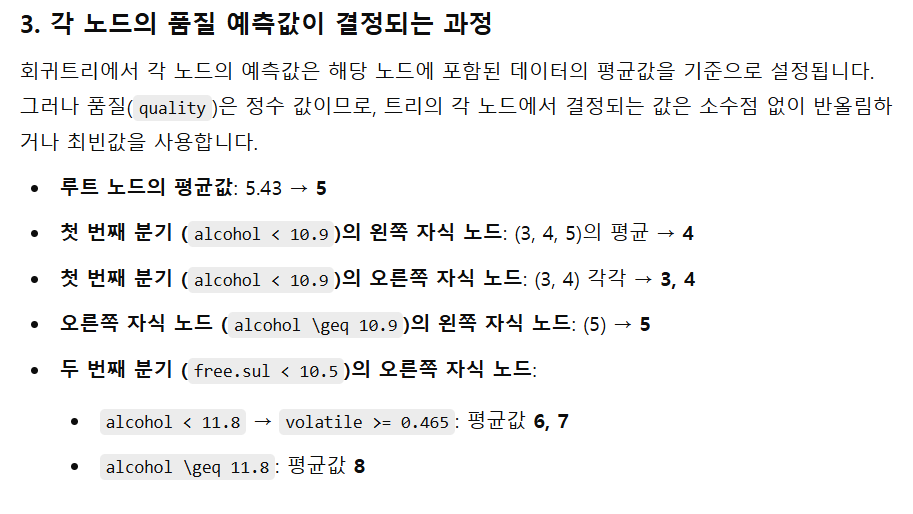 3. 각 노드의 품질 예측값이 결정되는 과정
회귀트리에서 각 노드의 예측값은 해당 노드에 포함된 데이터의 평균값을 기준으로 설정됩니다.
그러나 품질(quality)은 정수 값이므로, 트리의 각 노드에서 결정되는 값은 소수점 없이 반올림하
거나 최빈값을 사용합니다.
• 루트 노드의 평균값: 5.43 → 5
• 첫 번째 분기 (alcohol < 10.9)의 왼쪽 자식 노드: (3, 4, 5)의 평균 → 4
• 첫 번째 분기 (alcohol < 10.9)의 오른쪽 자식 노드: (3, 4) 각각 → 3, 4
• 오른쪽 자식 노드 (alcohol \geq 10.9)의 왼쪽 자식 노드: (5) → 5
• 두 번째 분기 (free.sul < 10.5)의 오른쪽 자식 노드:
• alcohol < 11.8 → volatile >= 0.465: 평균값 6, 7
• alcohol \geq 11.8: 평균값 8